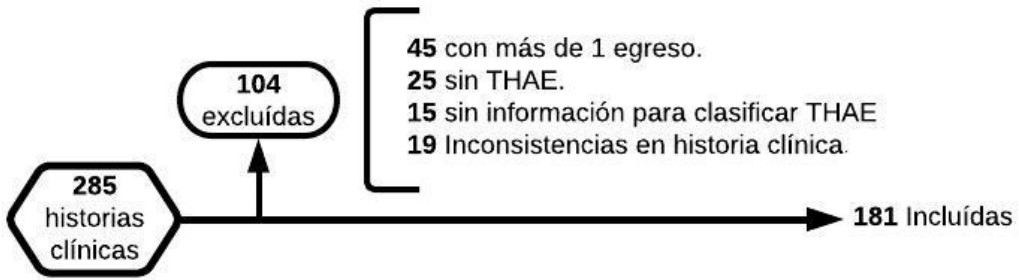 45 con más de 1 egreso.
25 sin THAE.
15 sin información para clasificar THAE
19 Inconsistencias en historia clínica.
104
excluídas
285
historias
clínicas
181 Incluídas